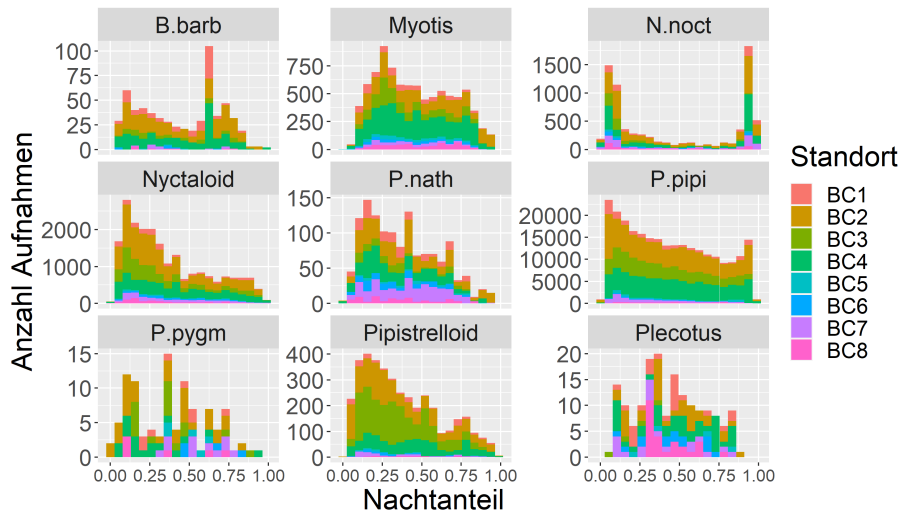 B.barb Myotis N.noct
100
75
50
25
0
750
500
250
0
1500
1000
500
0
Nyctaloid P.nath P.pipi
2000
1000
0
150
100
50
0
20000
15000
10000
5000
0
P.pygm Pipistrelloid Plecotus
15
10
5
0
400
300
200
100
0
20
15
10
5
0
0.00 0.25 0.50 0.75 1.00 0.00 0.25 0.50 0.75 1.00 0.00 0.25 0.50 0.75 1.00
Nachtanteil
Anzahl Aufnahmen
Standort
BC1
BC2
BC3
BC4
BC5
BC6
BC7
BC8